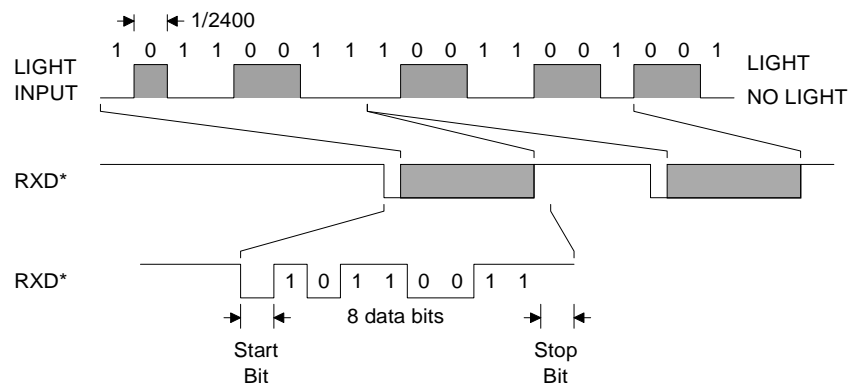 1/2400
1 0 1 1 0 0 1 1 1 0 0 1 1 0 0 1 0 0 1
LIGHT
INPUT
LIGHT
NO LIGHT
RXD*
RXD*
1 0 1 1 0 0 1 1
8 data bits
Start
Bit
Stop
Bit